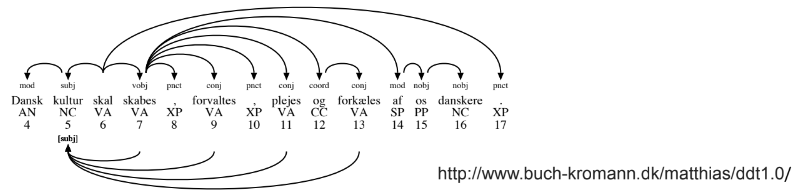 mod subj vobj pnct conj pnct conj coord conj mod nobj nobj pnct
Dansk kultur skal skabes , forvaltes , plejes og forkæles af os danskere .
AN NC VA VA XP VA XP VA CC VA SP PP NC XP
4 5 6 7 8 9 10 11 12 13 14 15 16 17
[subj]
http://www.buch-kromann.dk/matthias/ddt1.0/